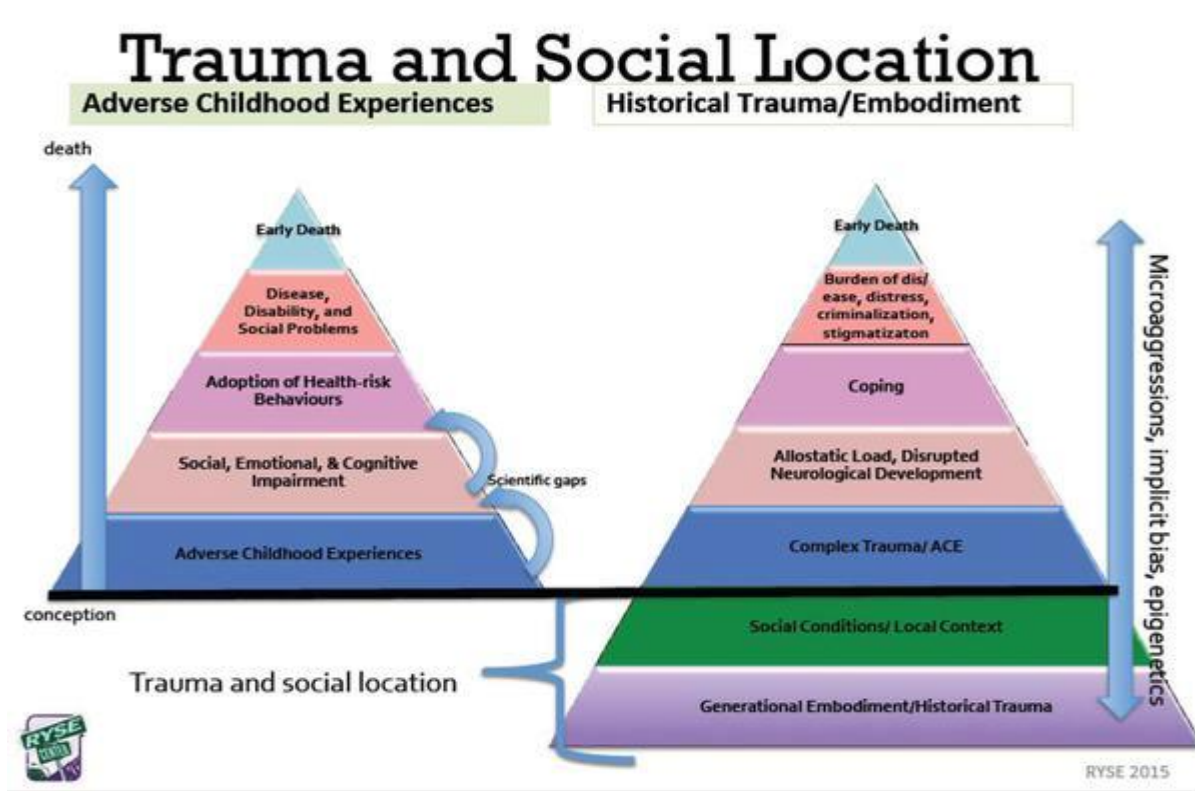 Trauma and Social Location
Adverse Childhood Experiences
Historical Trauma/Embodiment
death
Early Death
Disease,
Disability, and
Social Problems
Adoption of Health-risk
Behaviours
Social, Emotional, & Cognitive
Impairment
Scientific gaps
Adverse Childhood Experiences
conception
Early Death
Burden of dis/
ease, distress,
criminalization,
stigmatizaton
Coping
Allostatic Load, Disrupted
Neurological Development
Complex Trauma/ ACE
Social Conditions/ Local Context
Generational Embodiment/Historical Trauma
Microaggressions, implicit bias, epigenetics
Trauma and social location
RYSE
CENTER
RYSE 2015